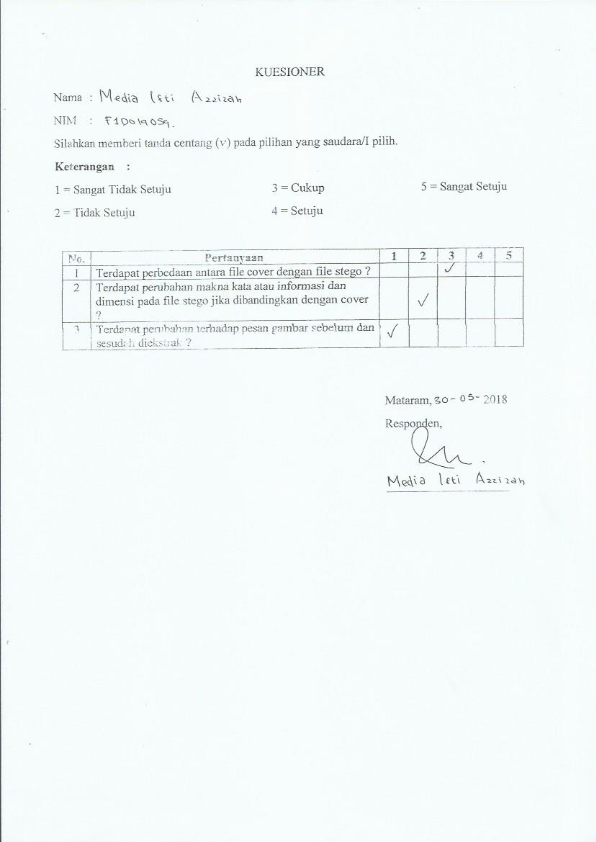 KUESIONER
Nama : Media Isti Azzizah
NIM : F1D014059.
Silahkan memberi tanda centang (v) pada pilihan yang saudara/I pilih.
Keterangan :
1 = Sangat Tidak Setuju 3 = Cukup 5 = Sangat Setuju
2 = Tidak Setuju 4 = Setuju
No. Pertanyaan 1 2 3 4 5
1 Terdapat perbedaan antara file cover dengan file stego ? ✓
2 Terdapat perubahan makna kata atau informasi dan
dimensi pada file stego jika dibandingkan dengan cover ✓
?
3 Terdapat perubahan terhadap pesan gambar sebelum dan ✓
sesudah diekstrak ?
Mataram, 30-05-2018
Responden,
Media Isti Azzizah